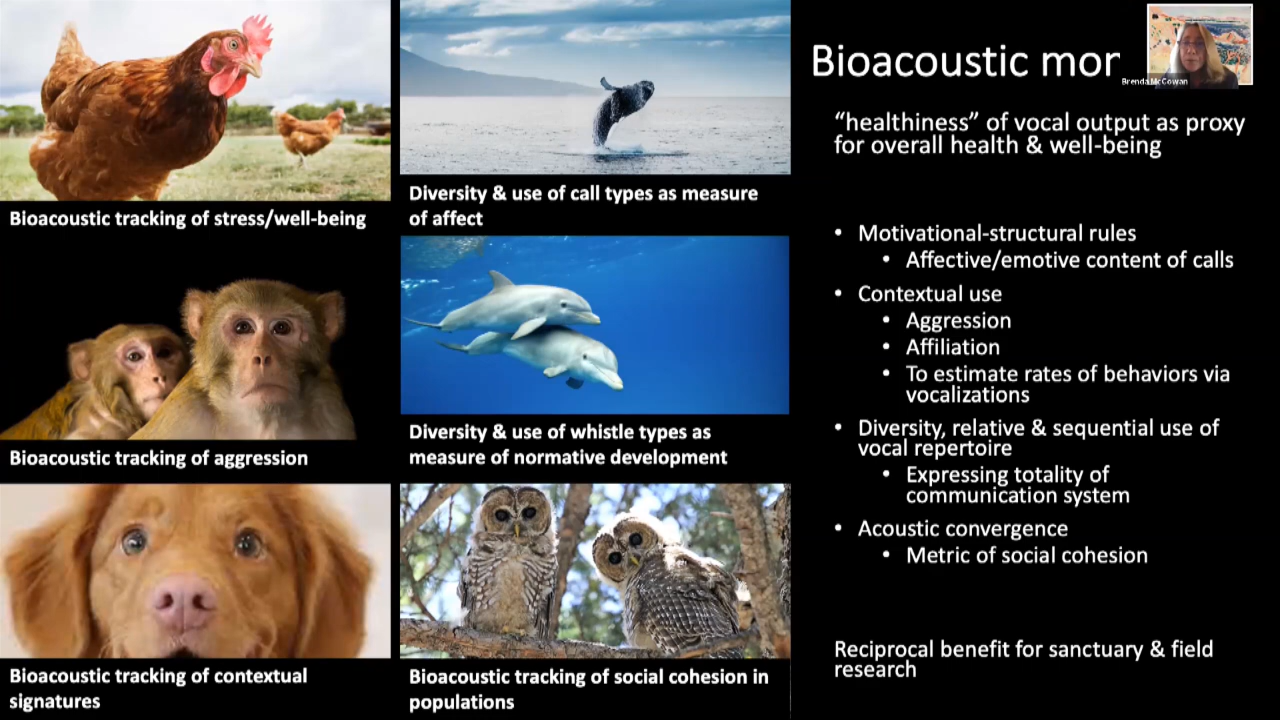 Bioacoustic mor
Brenda McCowan
"healthiness" of vocal output as proxy
for overall health & well-being
Bioacoustic tracking of stress/well-being
Diversity & use of call types as measure
of affect
• Motivational-structural rules
• Affective/emotive content of calls
• Contextual use
• Aggression
• Affiliation
• To estimate rates of behaviors via
vocalizations
• Diversity, relative & sequential use of
vocal repertoire
• Expressing totality of
communication system
• Acoustic convergence
• Metric of social cohesion
Bioacoustic tracking of aggression
Diversity & use of whistle types as
measure of normative development
Bioacoustic tracking of contextual
signatures
Bioacoustic tracking of social cohesion in
populations
Reciprocal benefit for sanctuary & field
research